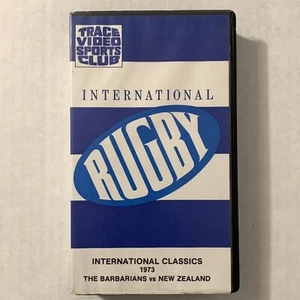 TRACE
VIDEO
SPORTS
CLUB
INTERNATIONAL
RUGBY
INTERNATIONAL CLASSICS
1973
THE BARBARIANS vs NEW ZEALAND